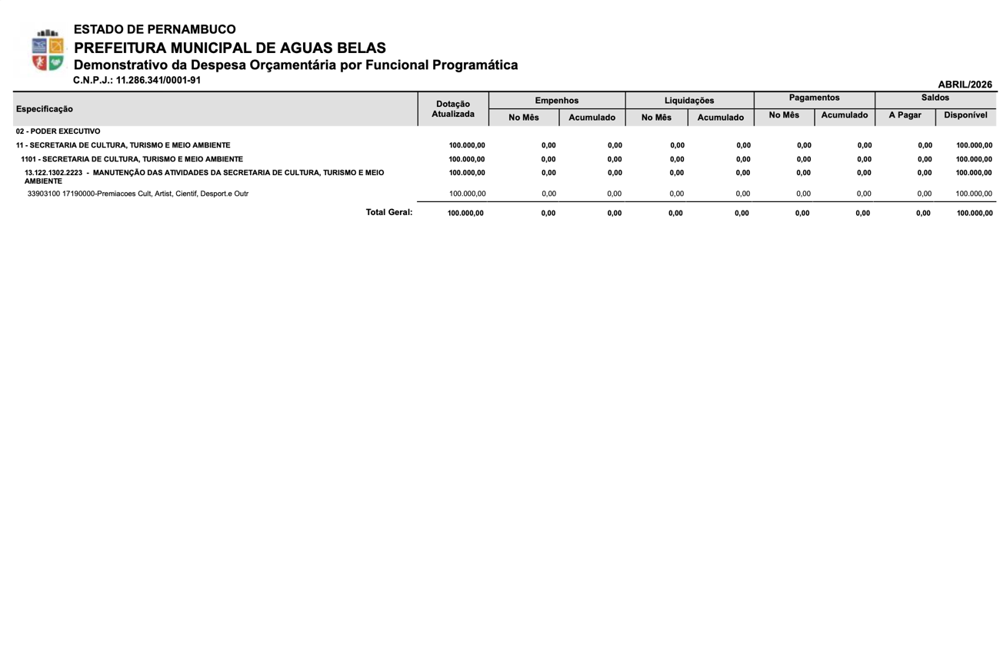 ESTADO DE PERNAMBUCO
PREFEITURA MUNICIPAL DE AGUAS BELAS
Demonstrativo da Despesa Orçamentária por Funcional Programática
C.N.P.J.: 11.286.341/0001-91
ABRIL/2026
Especificação Dotação Atualizada Empenhos Liquidações Pagamentos Saldos
No Mês Acumulado No Mês Acumulado No Mês Acumulado A Pagar Disponível
02 - PODER EXECUTIVO
11 - SECRETARIA DE CULTURA, TURISMO E MEIO AMBIENTE 100.000,00 0,00 0,00 0,00 0,00 0,00 0,00 0,00 100.000,00
1101 - SECRETARIA DE CULTURA, TURISMO E MEIO AMBIENTE 100.000,00 0,00 0,00 0,00 0,00 0,00 0,00 0,00 100.000,00
13.122.1302.2223 - MANUTENÇÃO DAS ATIVIDADES DA SECRETARIA DE CULTURA, TURISMO E MEIO 100.000,00 0,00 0,00 0,00 0,00 0,00 0,00 0,00 100.000,00
AMBIENTE
33903100 17190000-Premiacoes Cult, Artist, Cientif, Desport.e Outr 100.000,00 0,00 0,00 0,00 0,00 0,00 0,00 0,00 100.000,00
Total Geral: 100.000,00 0,00 0,00 0,00 0,00 0,00 0,00 0,00 100.000,00